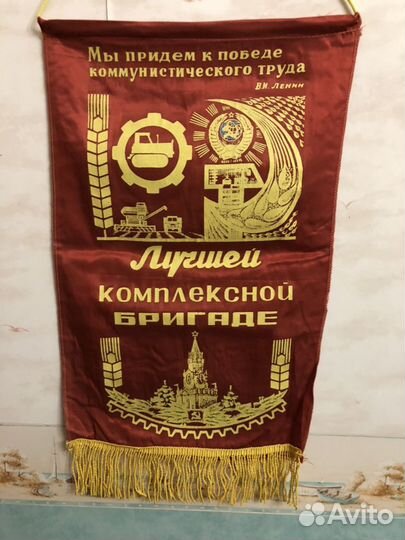 Мы придем к победе
коммунистического труда
В.И. Ленин
Лучшей
комплексной
БРИГАДЕ
Avito